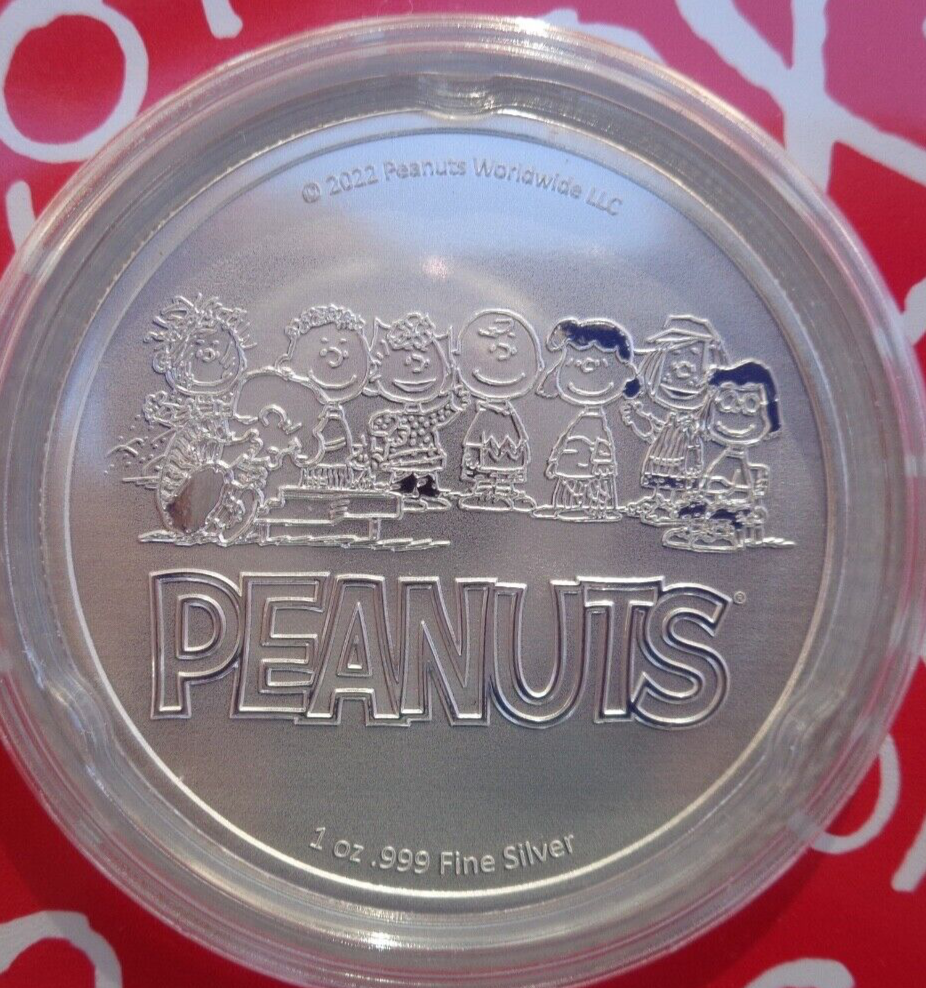 © 2022 Peanuts Worldwide LLC
PEANUTS®
1 oz .999 Fine Silver